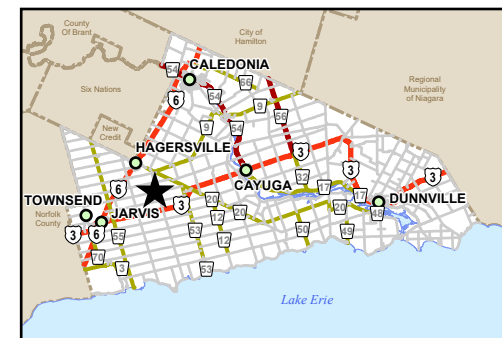 County
Of Brant
City of
Hamilton
54
CALEDONIA
66
Six Nations
6
54
9
Regional
Municipality
of Niagara
56
New
Credit
9
54
HAGERSVILLE
3
3
3
6
32
CAYUGA
17
17
TOWNSEND
DUNNVILLE
3
20
20
20
48
JARVIS
Norfolk
County
3
6
55
53
12
12
50
49
70
3
53
Lake Erie